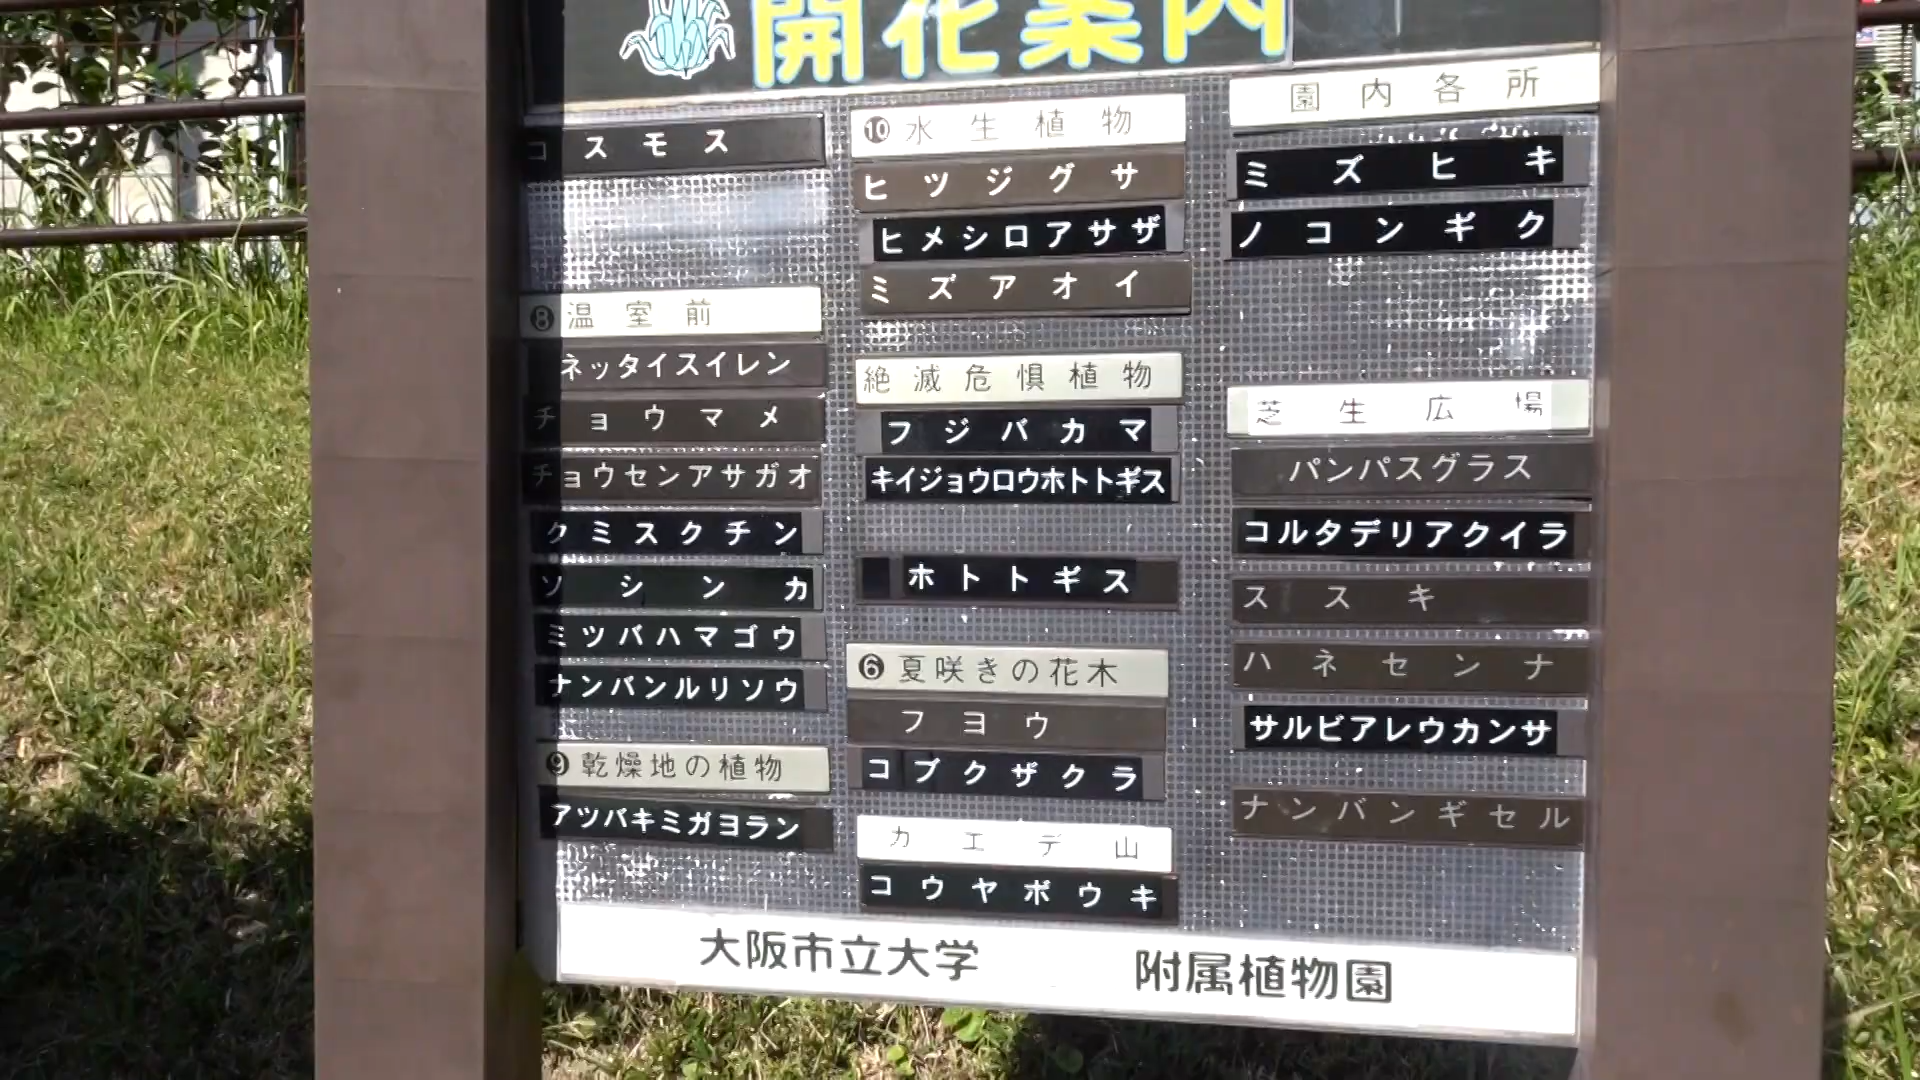 開花案内
コスモス
❽温室前
ネッタイスイレン
チョウマメ
チョウセンアサガオ
クミスクチン
ソシンカ
ミツバハマゴウ
ナンバンルリソウ
❾乾燥地の植物
アツバキミガヨラン
❿水生植物
ヒツジグサ
ヒメシロアサザ
ミズアオイ
絶滅危惧植物
フジバカマ
キイジョウロウホトトギス
ホトトギス
❻夏咲きの花木
フヨウ
コブクザクラ
カエデ山
コウヤボウキ
園内各所
ミズヒキ
ノコンギク
芝生広場
パンパスグラス
コルタデリアクイラ
ススキ
ハネセンナ
サルビアレウカンサ
ナンバンギセル
大阪市立大学 附属植物園